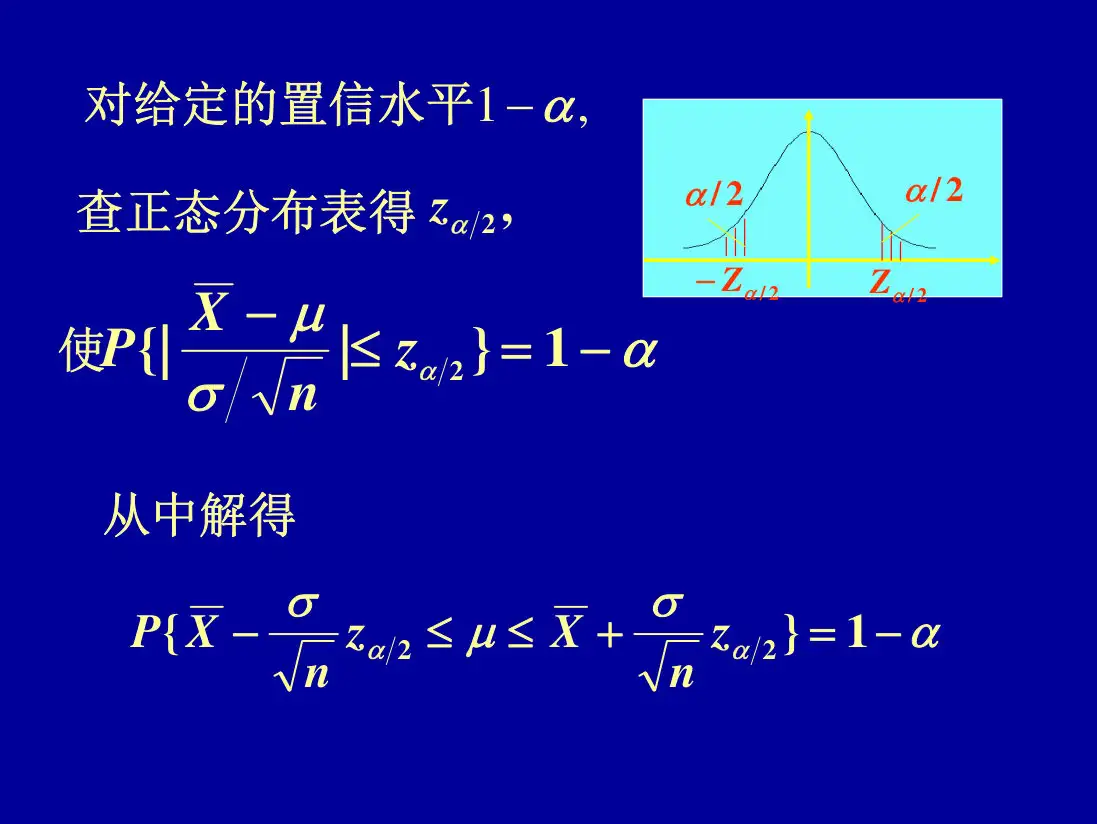 对给定的置信水平1－α,
查正态分布表得 z_{α/2},
α/2
α/2
－Z_{α/2}
Z_{α/2}
使P{|(X̅－μ)/(σ/√n)|≤ z_{α/2}}＝1－α
从中解得
P{X̅－(σ/√n) z_{α/2} ≤ μ ≤ X̅＋(σ/√n) z_{α/2}}＝1－α